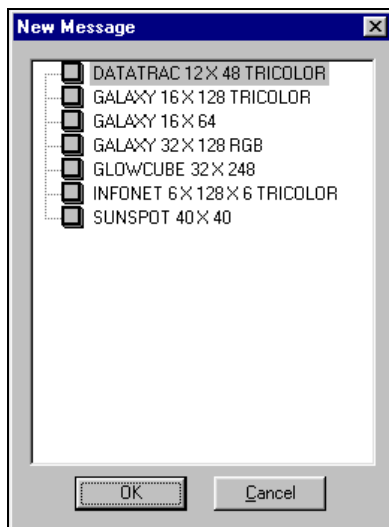 New Message
DATATRAC 12 X 48 TRICOLOR
GALAXY 16 X 128 TRICOLOR
GALAXY 16 X 64
GALAXY 32 X 128 RGB
GLOWCUBE 32 X 248
INFONET 6 X 128 X 6 TRICOLOR
SUNSPOT 40 X 40
OK
Cancel